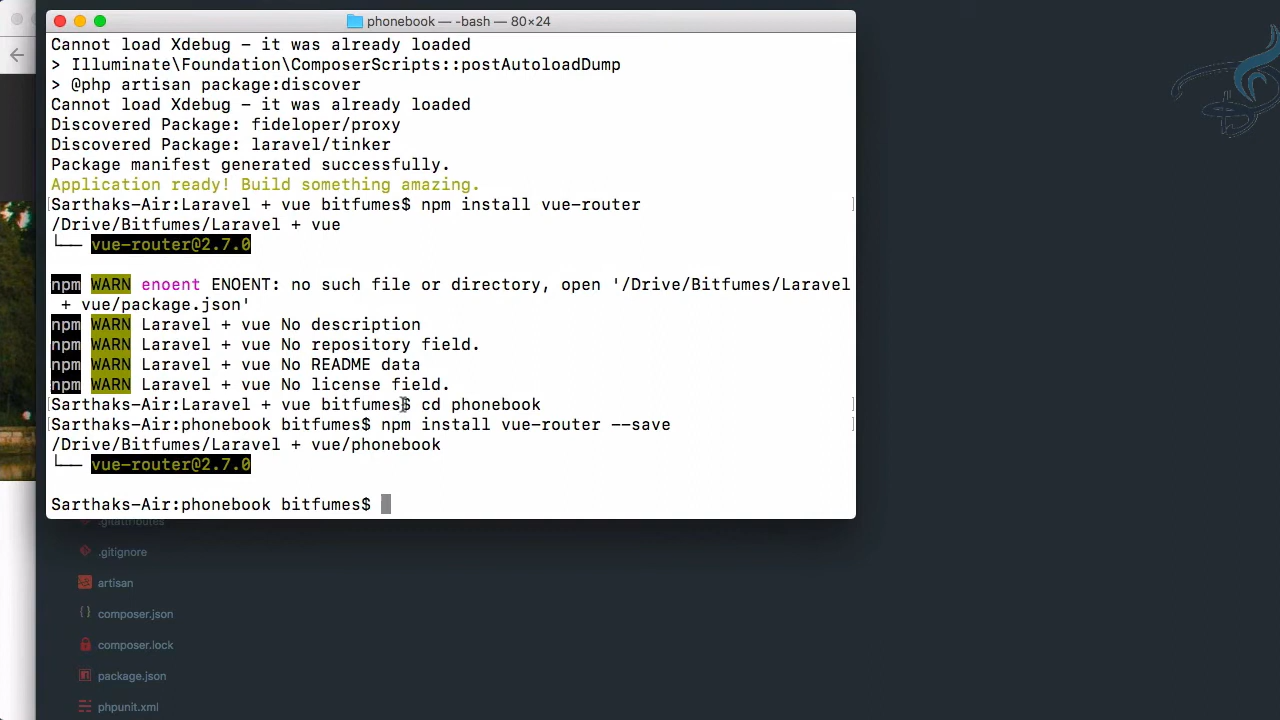 phonebook — -bash — 80×24
Cannot load Xdebug - it was already loaded
> Illuminate\Foundation\ComposerScripts::postAutoloadDump
> @php artisan package:discover
Cannot load Xdebug - it was already loaded
Discovered Package: fideloper/proxy
Discovered Package: laravel/tinker
Package manifest generated successfully.
Application ready! Build something amazing.
[Sarthaks-Air:Laravel + vue bitfumes$ npm install vue-router ]
/Drive/Bitfumes/Laravel + vue
└── vue-router@2.7.0
npm WARN enoent ENOENT: no such file or directory, open '/Drive/Bitfumes/Laravel
+ vue/package.json'
npm WARN Laravel + vue No description
npm WARN Laravel + vue No repository field.
npm WARN Laravel + vue No README data
npm WARN Laravel + vue No license field.
[Sarthaks-Air:Laravel + vue bitfumes$ cd phonebook ]
[Sarthaks-Air:phonebook bitfumes$ npm install vue-router --save ]
/Drive/Bitfumes/Laravel + vue/phonebook
└── vue-router@2.7.0
Sarthaks-Air:phonebook bitfumes$
.gitattributes
.gitignore
artisan
composer.json
composer.lock
package.json
phpunit.xml